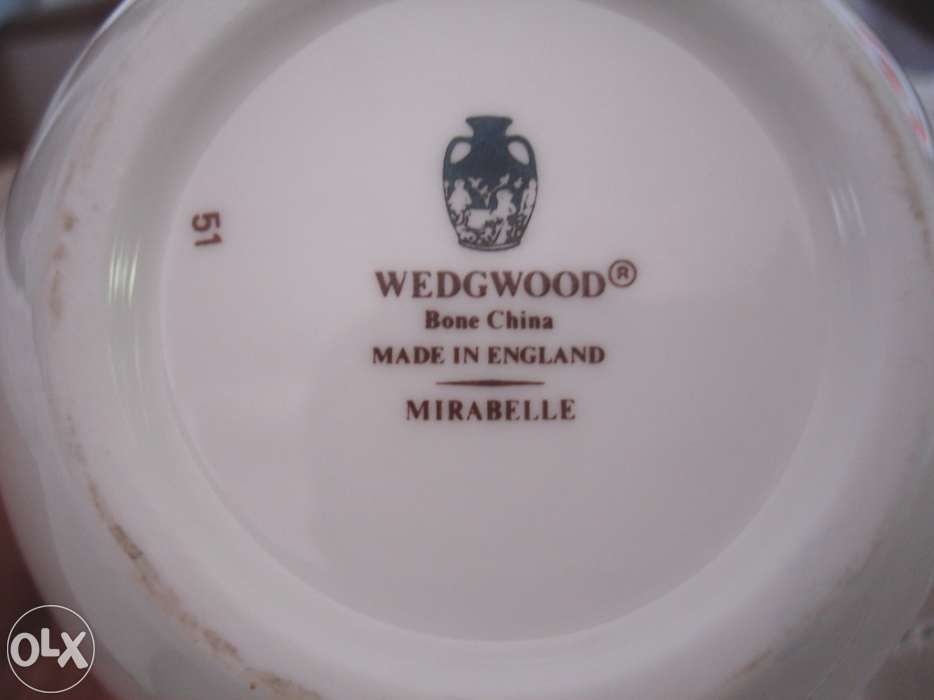 51
WEDGWOOD®
Bone China
MADE IN ENGLAND
MIRABELLE
OLX